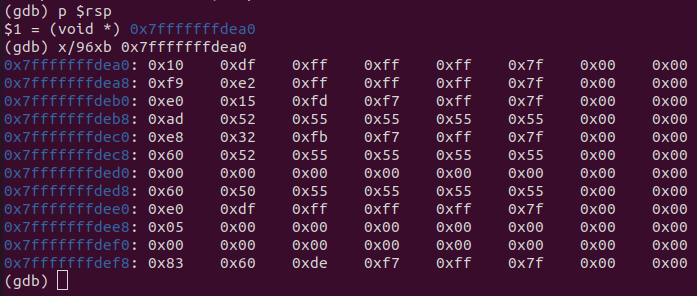 (gdb) p $rsp
$1 = (void *) 0x7fffffffdea0
(gdb) x/96xb 0x7fffffffdea0
0x7fffffffdea0: 0x10 0xdf 0xff 0xff 0xff 0x7f 0x00 0x00
0x7fffffffdea8: 0xf9 0xe2 0xff 0xff 0xff 0x7f 0x00 0x00
0x7fffffffdeb0: 0xe0 0x15 0xfd 0xf7 0xff 0x7f 0x00 0x00
0x7fffffffdeb8: 0xad 0x52 0x55 0x55 0x55 0x55 0x00 0x00
0x7fffffffdec0: 0xe8 0x32 0xfb 0xf7 0xff 0x7f 0x00 0x00
0x7fffffffdec8: 0x60 0x52 0x55 0x55 0x55 0x55 0x00 0x00
0x7fffffffded0: 0x00 0x00 0x00 0x00 0x00 0x00 0x00 0x00
0x7fffffffded8: 0x60 0x50 0x55 0x55 0x55 0x55 0x00 0x00
0x7fffffffdee0: 0xe0 0xdf 0xff 0xff 0xff 0x7f 0x00 0x00
0x7fffffffdee8: 0x05 0x00 0x00 0x00 0x00 0x00 0x00 0x00
0x7fffffffdef0: 0x00 0x00 0x00 0x00 0x00 0x00 0x00 0x00
0x7fffffffdef8: 0x83 0x60 0xde 0xf7 0xff 0x7f 0x00 0x00
(gdb)